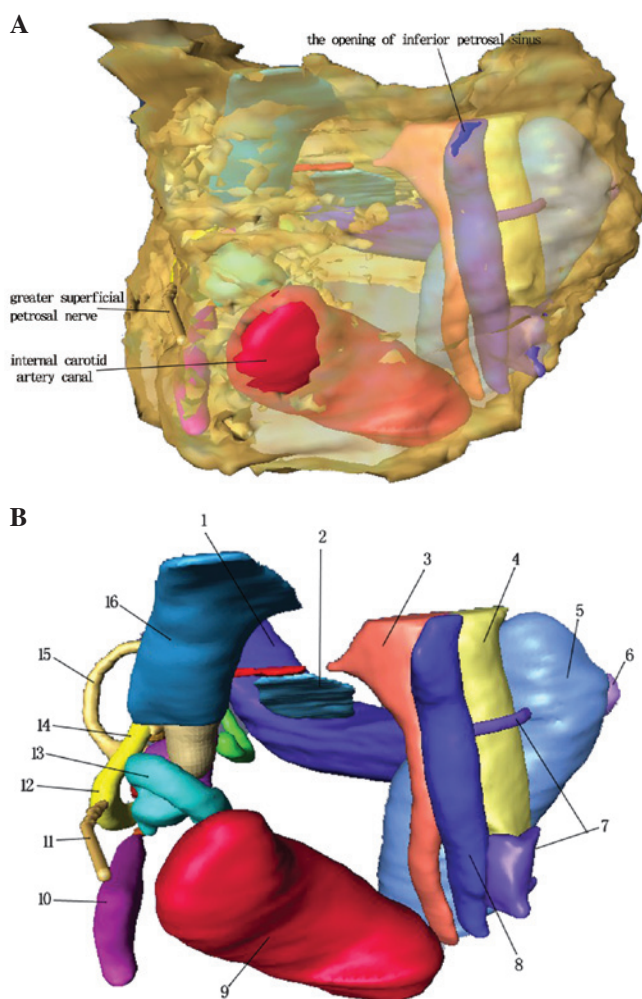 A
the opening of inferior petrosal sinus
greater superficial
petrosal nerve
internal carotid
artery canal
B
1
2
3
4
5
6
16
15
14
13
12
11
10
7
8
9